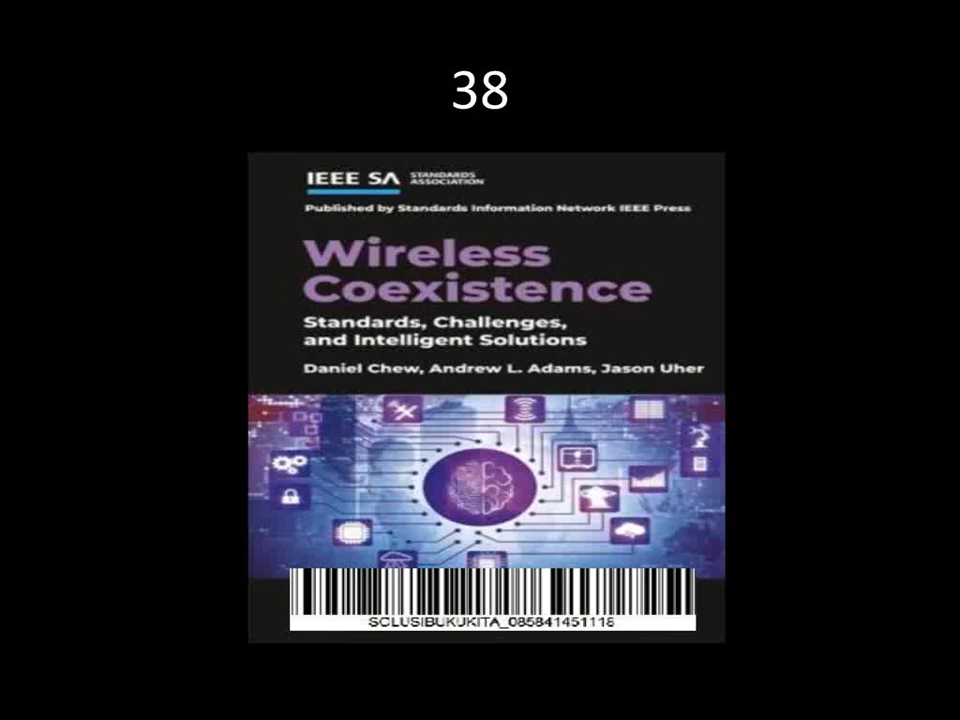 38
IEEE SA STANDARDS ASSOCIATION
Published by Standards Information Network IEEE Press
Wireless
Coexistence
Standards, Challenges,
and Intelligent Solutions
Daniel Chew, Andrew L. Adams, Jason Uher
SOLUSIBUKUKITA_085841451118